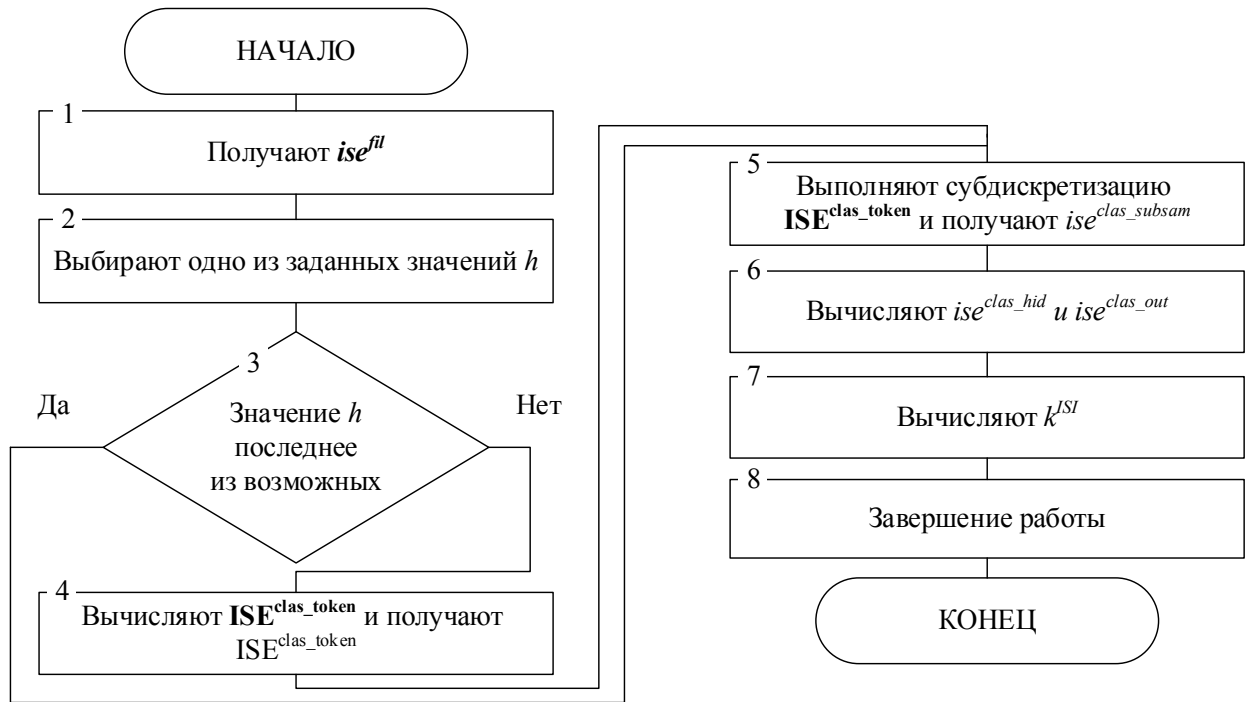 НАЧАЛО
1
Получают ise^fil
2
Выбирают одно из заданных значений h
3
Да
Нет
Значение h
последнее
из возможных
4
Вычисляют ISE^clas_token и получают
ISE^clas_token
5
Выполняют субдискретизацию
ISE^clas_token и получают ise^clas_subsam
6
Вычисляют ise^clas_hid и ise^clas_out
7
Вычисляют k^ISI
8
Завершение работы
КОНЕЦ